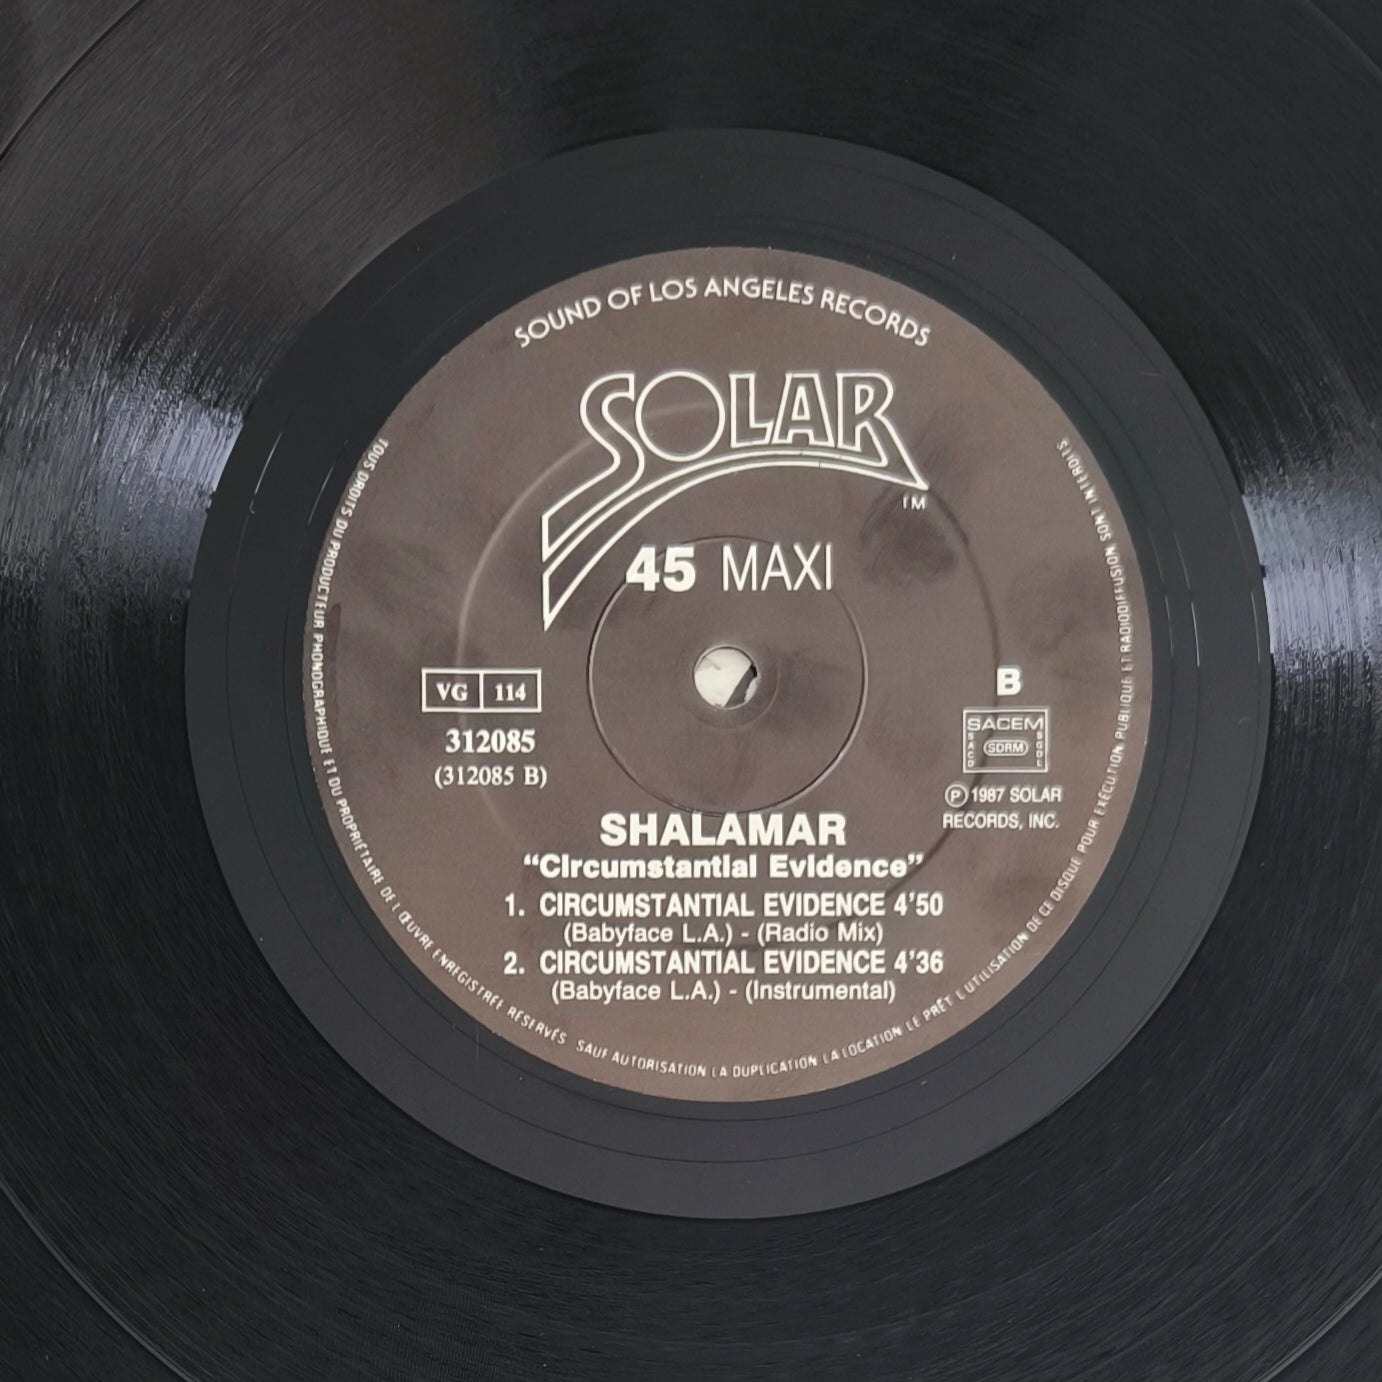 SOUND OF LOS ANGELES RECORDS
SOLAR
TM
45 MAXI
VG 114
312085
(312085 B)
B
SACEM
SACD SDRM SGDL
℗ 1987 SOLAR
RECORDS, INC.
SHALAMAR
“Circumstantial Evidence”
1. CIRCUMSTANTIAL EVIDENCE 4'50
(Babyface L.A.) - (Radio Mix)
2. CIRCUMSTANTIAL EVIDENCE 4'36
(Babyface L.A.) - (Instrumental)
TOUS DROITS DU PRODUCTEUR PHONOGRAPHIQUE ET DU PROPRIÉTAIRE DE L'ŒUVRE ENREGISTRÉE RÉSERVÉS SAUF AUTORISATION LA DUPLICATION LA LOCATION LE PRÊT L'UTILISATION DE CE DISQUE POUR EXÉCUTION PUBLIQUE ET RADIODIFFUSION SONT INTERDITS